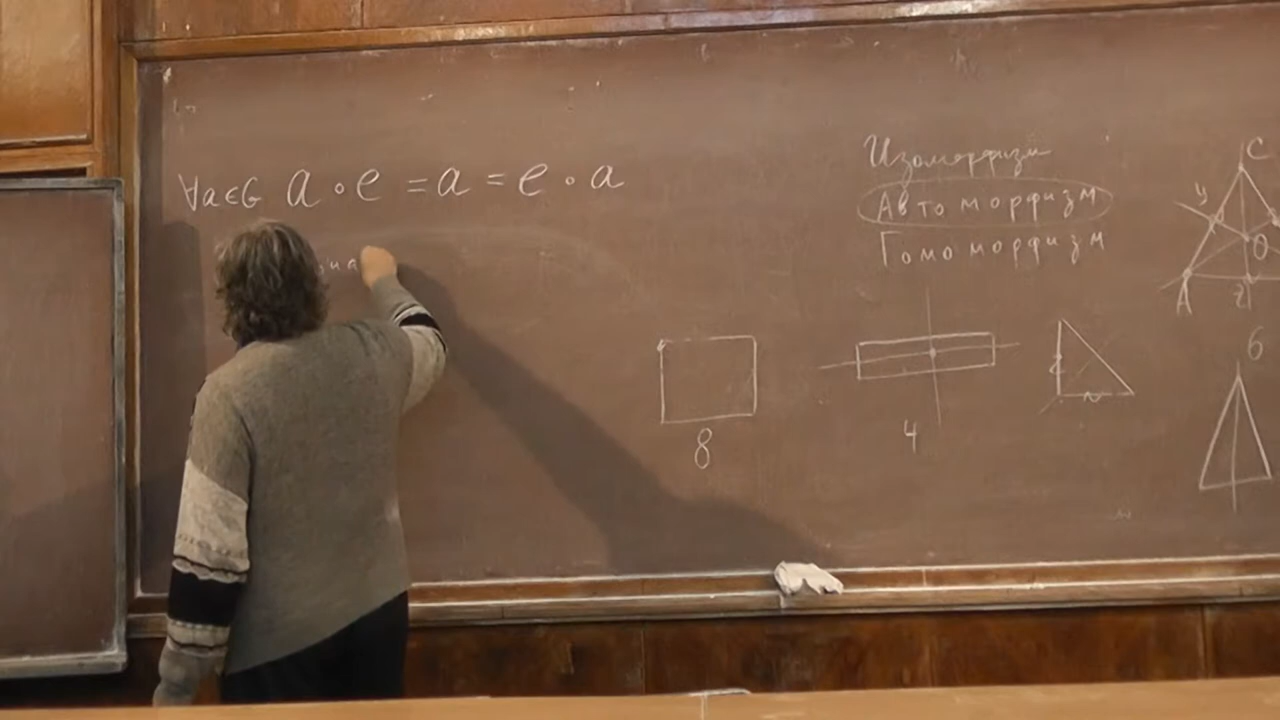 ∀a∈G a∘e = a = e∘a
Изоморфизм
Автоморфизм
Гомоморфизм
C
У
O
A
8
4
6